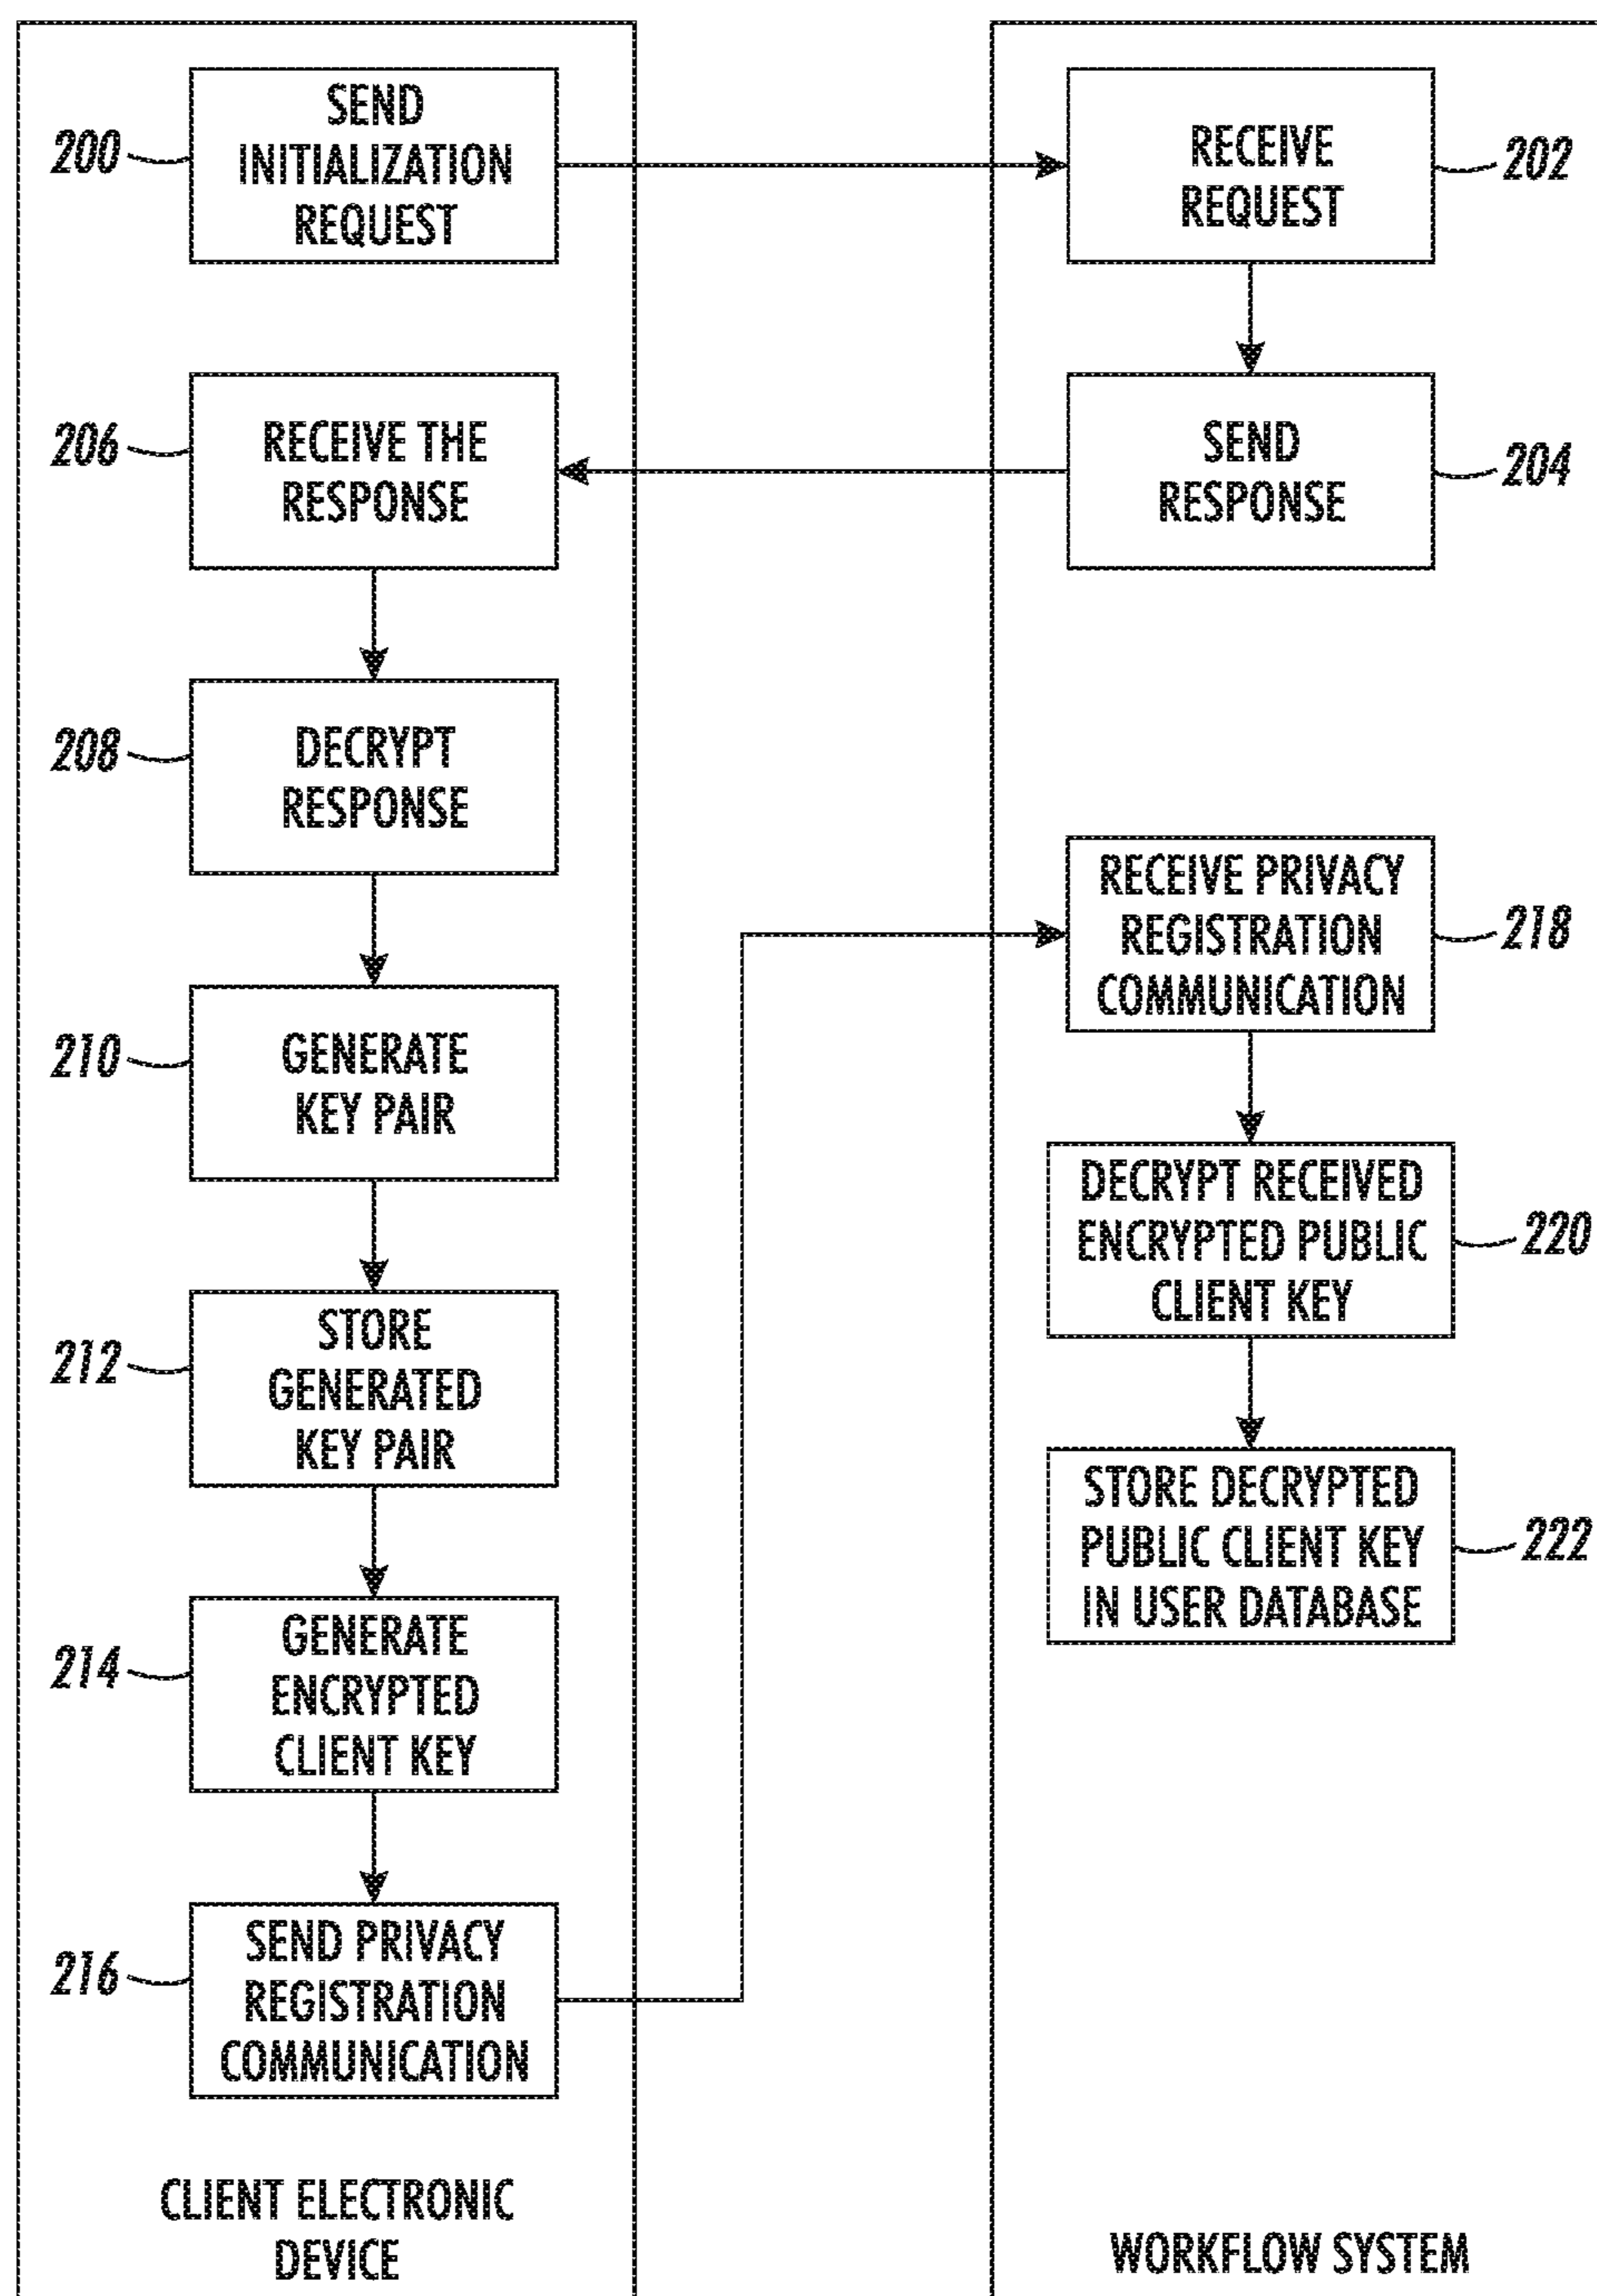 200
SEND
INITIALIZATION
REQUEST
RECEIVE
REQUEST
202
206
RECEIVE THE
RESPONSE
SEND
RESPONSE
204
208
DECRYPT
RESPONSE
210
GENERATE
KEY PAIR
212
STORE
GENERATED
KEY PAIR
214
GENERATE
ENCRYPTED
CLIENT KEY
216
SEND PRIVACY
REGISTRATION
COMMUNICATION
RECEIVE PRIVACY
REGISTRATION
COMMUNICATION
218
DECRYPT RECEIVED
ENCRYPTED PUBLIC
CLIENT KEY
220
STORE DECRYPTED
PUBLIC CLIENT KEY
IN USER DATABASE
222
CLIENT ELECTRONIC
DEVICE
WORKFLOW SYSTEM